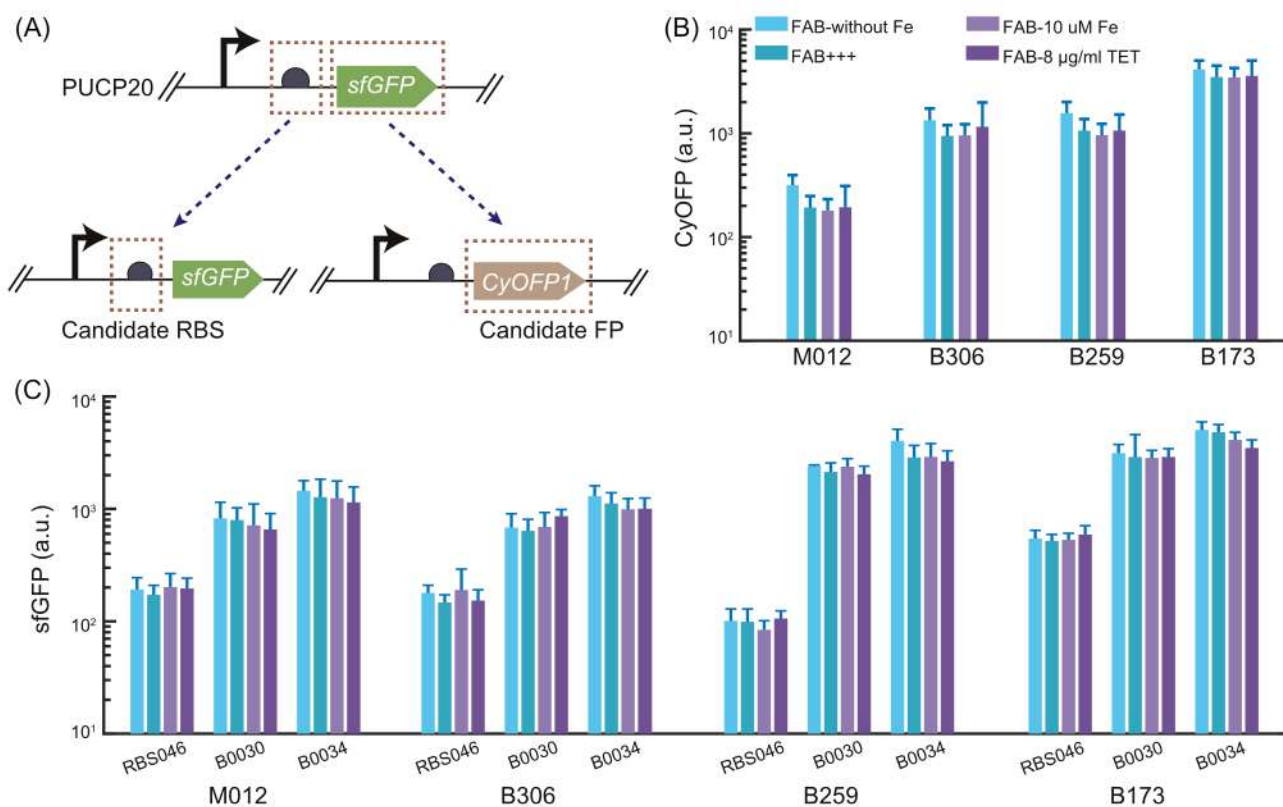 (A)
PUCP20
sfGFP
sfGFP
CyOFP1
Candidate RBS
Candidate FP
(B)
FAB-without Fe
FAB-10 uM Fe
FAB+++
FAB-8 µg/ml TET
CyOFP (a.u.)
10⁴
10³
10²
10¹
M012 B306 B259 B173
(C)
sfGFP (a.u.)
10⁴
10³
10²
10¹
RBS046 B0030 B0034 RBS046 B0030 B0034 RBS046 B0030 B0034 RBS046 B0030 B0034
M012 B306 B259 B173